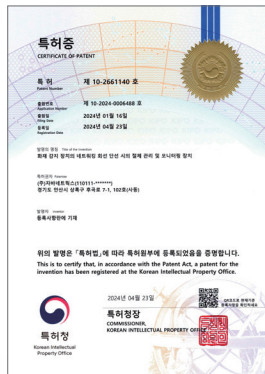 특허증
CERTIFICATE OF PATENT
특 허 제 10-2661140 호
Patent Number
출원번호 제 10-2024-0006488 호
Application Number
출원일 2024년 01월 16일
Filing Date
등록일 2024년 04월 23일
Registration Date
발명의 명칭 Title of the Invention
화재 감지 장치의 네트워킹 회선 단선 시의 절체 관리 및 모니터링 장치
특허권자 Patentee
(주)자바네트웍스(110111-*******)
경기도 안산시 상록구 후곡로 7-1, 102호(사동)
발명자 Inventor
등록사항란에 기재
위의 발명은 「특허법」에 따라 특허원부에 등록되었음을 증명합니다.
This is to certify that, in accordance with the Patent Act, a patent for the
invention has been registered at the Korean Intellectual Property Office.
2024년 04월 23일
특허청장
COMMISSIONER,
KOREAN INTELLECTUAL PROPERTY OFFICE
특허청
Korean Intellectual
Property Office